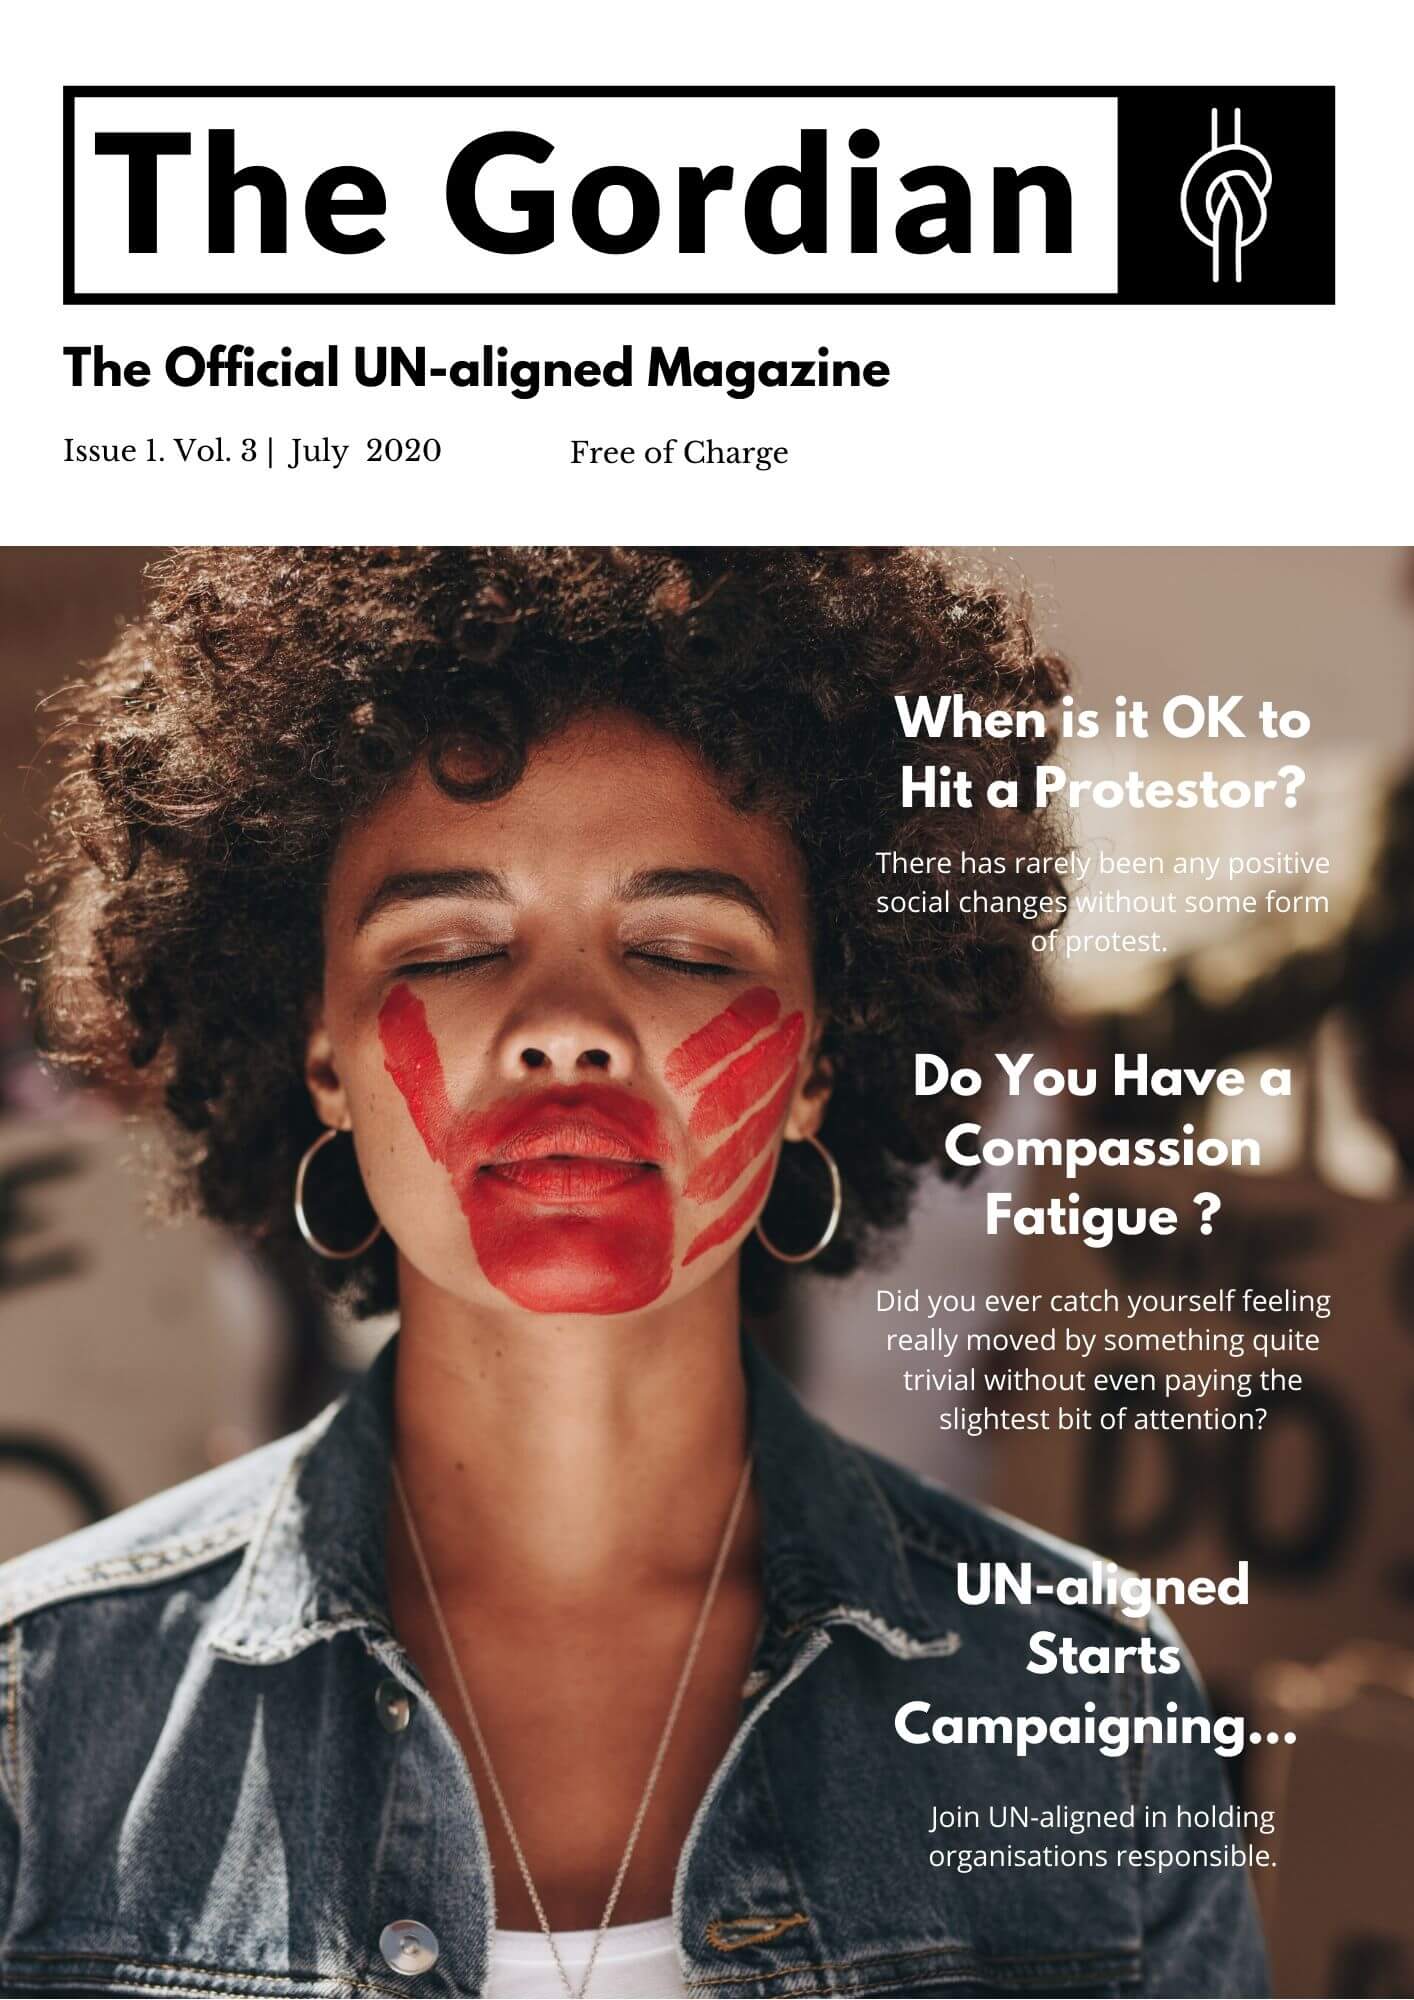 The Gordian
The Official UN-aligned Magazine
Issue 1. Vol. 3 | July 2020
Free of Charge
When is it OK to
Hit a Protestor?
There has rarely been any positive
social changes without some form
of protest.
Do You Have a
Compassion
Fatigue ?
Did you ever catch yourself feeling
really moved by something quite
trivial without even paying the
slightest bit of attention?
DO
UN-aligned
Starts
Campaigning...
Join UN-aligned in holding
organisations responsible.